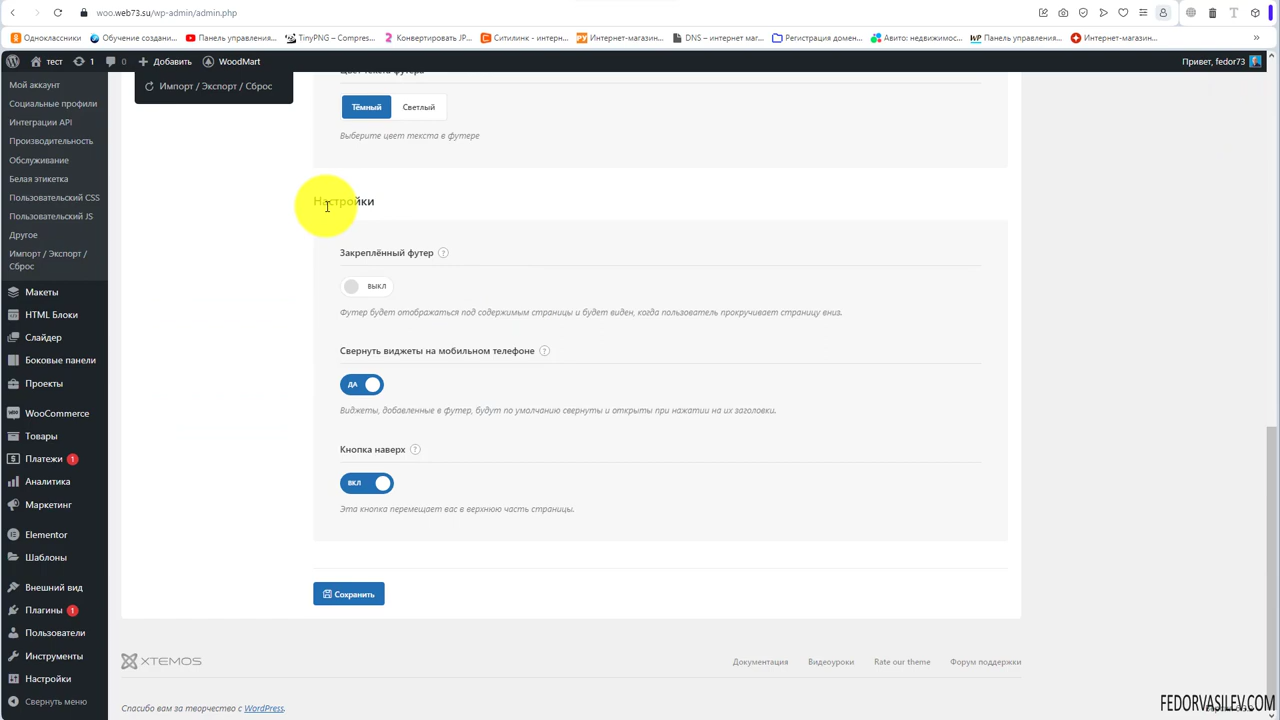 woo.web73.su/wp-admin/admin.php
Одноклассники
Обучение создани...
Панель управления...
TinyPNG – Compres...
Конвертировать JP...
Ситилинк - интерн...
Интернет-магазин...
DNS – интернет маг...
Регистрация домен...
Авито: недвижимос...
Панель управления...
Интернет-магазин...
тест
1
0
Добавить
WoodMart
Привет, fedor73
Мой аккаунт
Социальные профили
Интеграции API
Производительность
Обслуживание
Белая этикетка
Пользовательский CSS
Пользовательский JS
Другое
Импорт / Экспорт /
Сброс
Макеты
HTML Блоки
Слайдер
Боковые панели
Проекты
WooCommerce
Товары
Платежи 1
Аналитика
Маркетинг
Elementor
Шаблоны
Внешний вид
Плагины 1
Пользователи
Инструменты
Настройки
Свернуть меню
Импорт / Экспорт / Сброс
Цвет текста футера
Тёмный
Светлый
Выберите цвет текста в футере
Настройки
Закреплённый футер ?
ВЫКЛ
Футер будет отображаться под содержимым страницы и будет виден, когда пользователь прокручивает страницу вниз.
Свернуть виджеты на мобильном телефоне ?
ДА
Виджеты, добавленные в футер, будут по умолчанию свернуты и открыты при нажатии на их заголовки.
Кнопка наверх ?
ВКЛ
Эта кнопка перемещает вас в верхнюю часть страницы.
Сохранить
XTEMOS
Документация
Видеоуроки
Rate our theme
Форум поддержки
Спасибо вам за творчество с WordPress.
FEDORVASILEV.COM